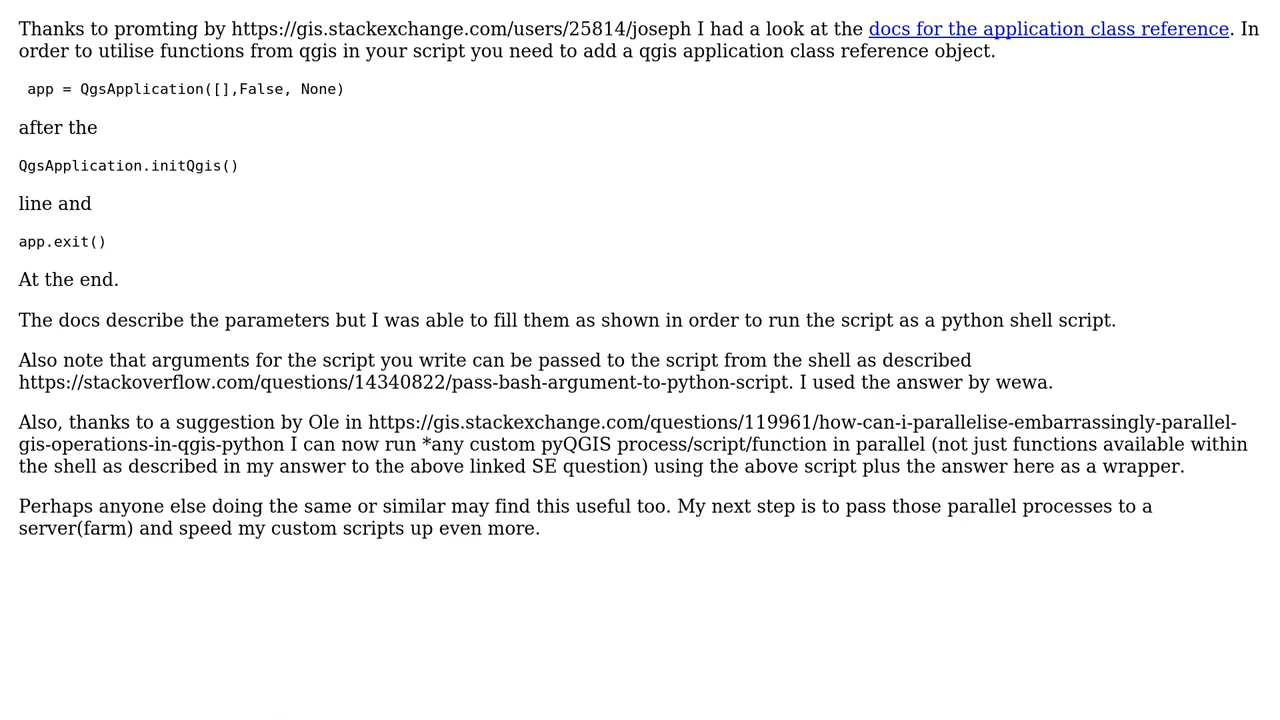 Thanks to promting by https://gis.stackexchange.com/users/25814/joseph I had a look at the docs for the application class reference. In
order to utilise functions from qgis in your script you need to add a qgis application class reference object.
app = QgsApplication([],False, None)
after the
QgsApplication.initQgis()
line and
app.exit()
At the end.
The docs describe the parameters but I was able to fill them as shown in order to run the script as a python shell script.
Also note that arguments for the script you write can be passed to the script from the shell as described
https://stackoverflow.com/questions/14340822/pass-bash-argument-to-python-script. I used the answer by wewa.
Also, thanks to a suggestion by Ole in https://gis.stackexchange.com/questions/119961/how-can-i-parallelise-embarrassingly-parallel-
gis-operations-in-qgis-python I can now run *any custom pyQGIS process/script/function in parallel (not just functions available within
the shell as described in my answer to the above linked SE question) using the above script plus the answer here as a wrapper.
Perhaps anyone else doing the same or similar may find this useful too. My next step is to pass those parallel processes to a
server(farm) and speed my custom scripts up even more.